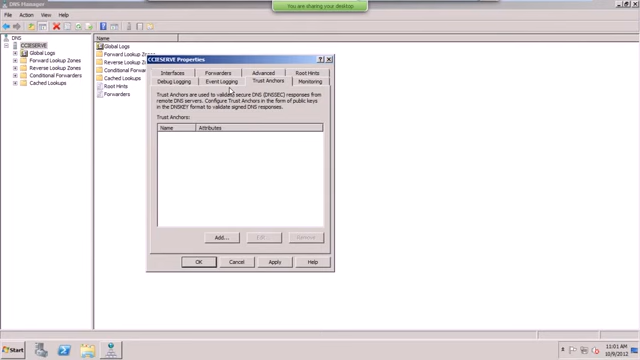 You are sharing your desktop
DNS Manager
File Action View Help
DNS
CCIESERVE
Global Logs
Forward Lookup Zones
Reverse Lookup Zones
Conditional Forwarders
Cached Lookups
Name
Global Logs
Forward Lookup Zones
Reverse Lookup
Conditional
Cached Lookups
Root Hints
Forwarders
CCIESERVE Properties
Interfaces Forwarders Advanced Root Hints
Debug Logging Event Logging Trust Anchors Monitoring
Trust Anchors are used to validate secure DNS (DNSSEC) responses from
remote DNS servers. Configure Trust Anchors in the form of public keys
in the DNSKEY format to validate signed DNS responses.
Trust Anchors:
Name Attributes
Add... Edit... Remove
OK Cancel Apply Help
Start
11:01 AM
10/9/2012